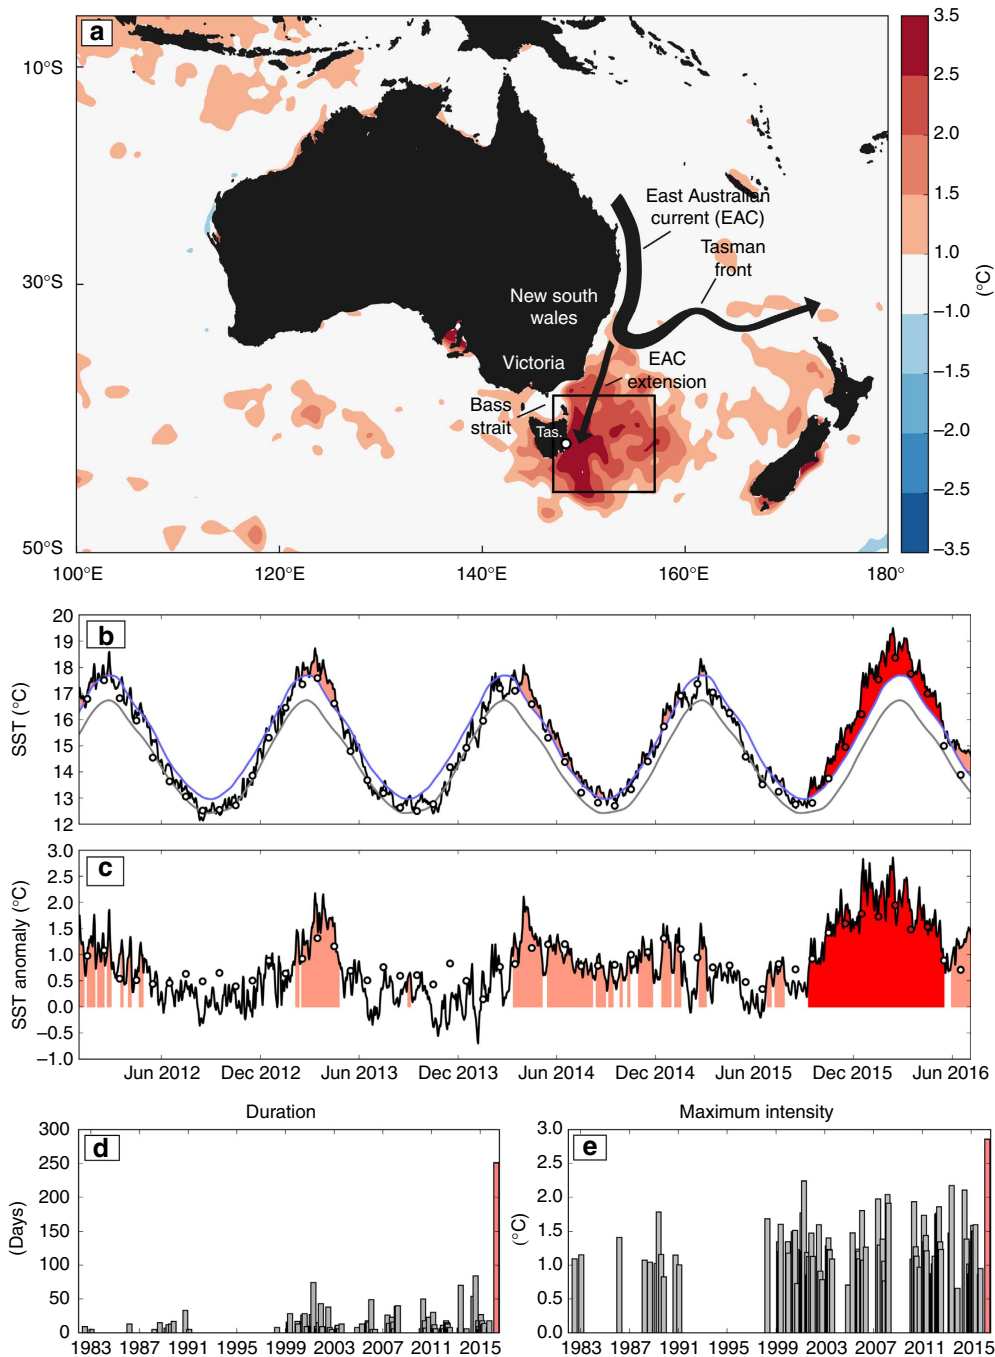 a
10°S
30°S
50°S
100°E
120°E
140°E
160°E
180°
East Australian
current (EAC)
Tasman
front
New south
wales
Victoria
EAC
extension
Bass
strait
Tas.
3.5
2.5
2.0
1.5
1.0
−1.0
−1.5
−2.0
−2.5
−3.5
(°C)
b
SST (°C)
20
19
18
17
16
15
14
13
12
c
SST anomaly (°C)
3.0
2.5
2.0
1.5
1.0
0.5
0.0
−0.5
−1.0
Jun 2012
Dec 2012
Jun 2013
Dec 2013
Jun 2014
Dec 2014
Jun 2015
Dec 2015
Jun 2016
Duration
d
(Days)
300
250
200
150
100
50
0
1983
1987
1991
1995
1999
2003
2007
2011
2015
Maximum intensity
e
(°C)
3.0
2.5
2.0
1.5
1.0
0.5
0.0
1983
1987
1991
1995
1999
2003
2007
2011
2015